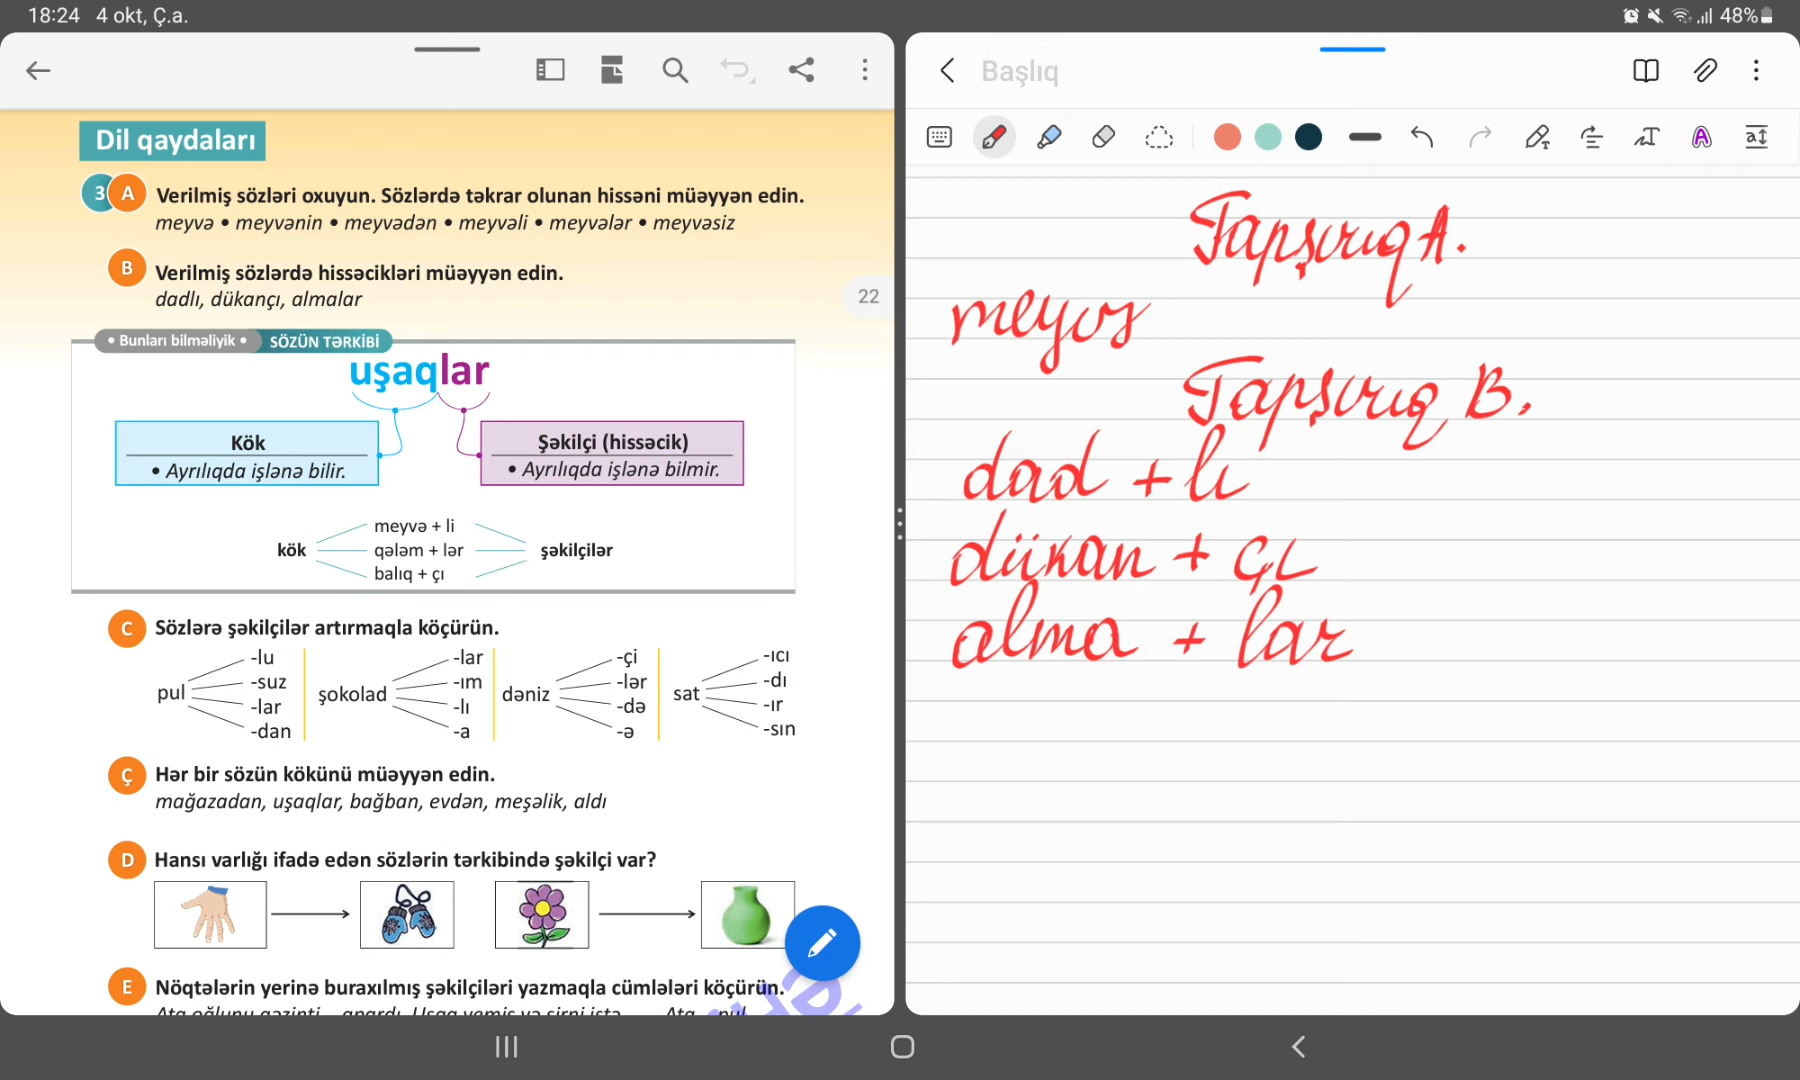 18:24 4 okt, Ç.a.
48%
Dil qaydaları
3 A Verilmiş sözləri oxuyun. Sözlərdə təkrar olunan hissəni müəyyən edin.
meyvə • meyvənin • meyvədən • meyvəli • meyvələr • meyvəsiz
B Verilmiş sözlərdə hissəcikləri müəyyən edin.
dadlı, dükançı, almalar
22
• Bunları bilməliyik • SÖZÜN TƏRKİBİ
uşaqlar
Kök
• Ayrılıqda işlənə bilir.
Şəkilçi (hissəcik)
• Ayrılıqda işlənə bilmir.
meyvə + li
kök qələm + lər şəkilçilər
balıq + çı
C Sözlərə şəkilçilər artırmaqla köçürün.
pul -lu -suz -lar -dan
şokolad -lar -ım -lı -a
dəniz -çi -lər -də -ə
sat -ıcı -dı -ır -sın
Ç Hər bir sözün kökünü müəyyən edin.
mağazadan, uşaqlar, bağban, evdən, meşəlik, aldı
D Hansı varlığı ifadə edən sözlərin tərkibində şəkilçi var?
E Nöqtələrin yerinə buraxılmış şəkilçiləri yazmaqla cümlələri köçürün.
Başlıq
Tapşırıq A.
meyvə
Tapşırıq B.
dad + lı
dükan + çı
alma + lar